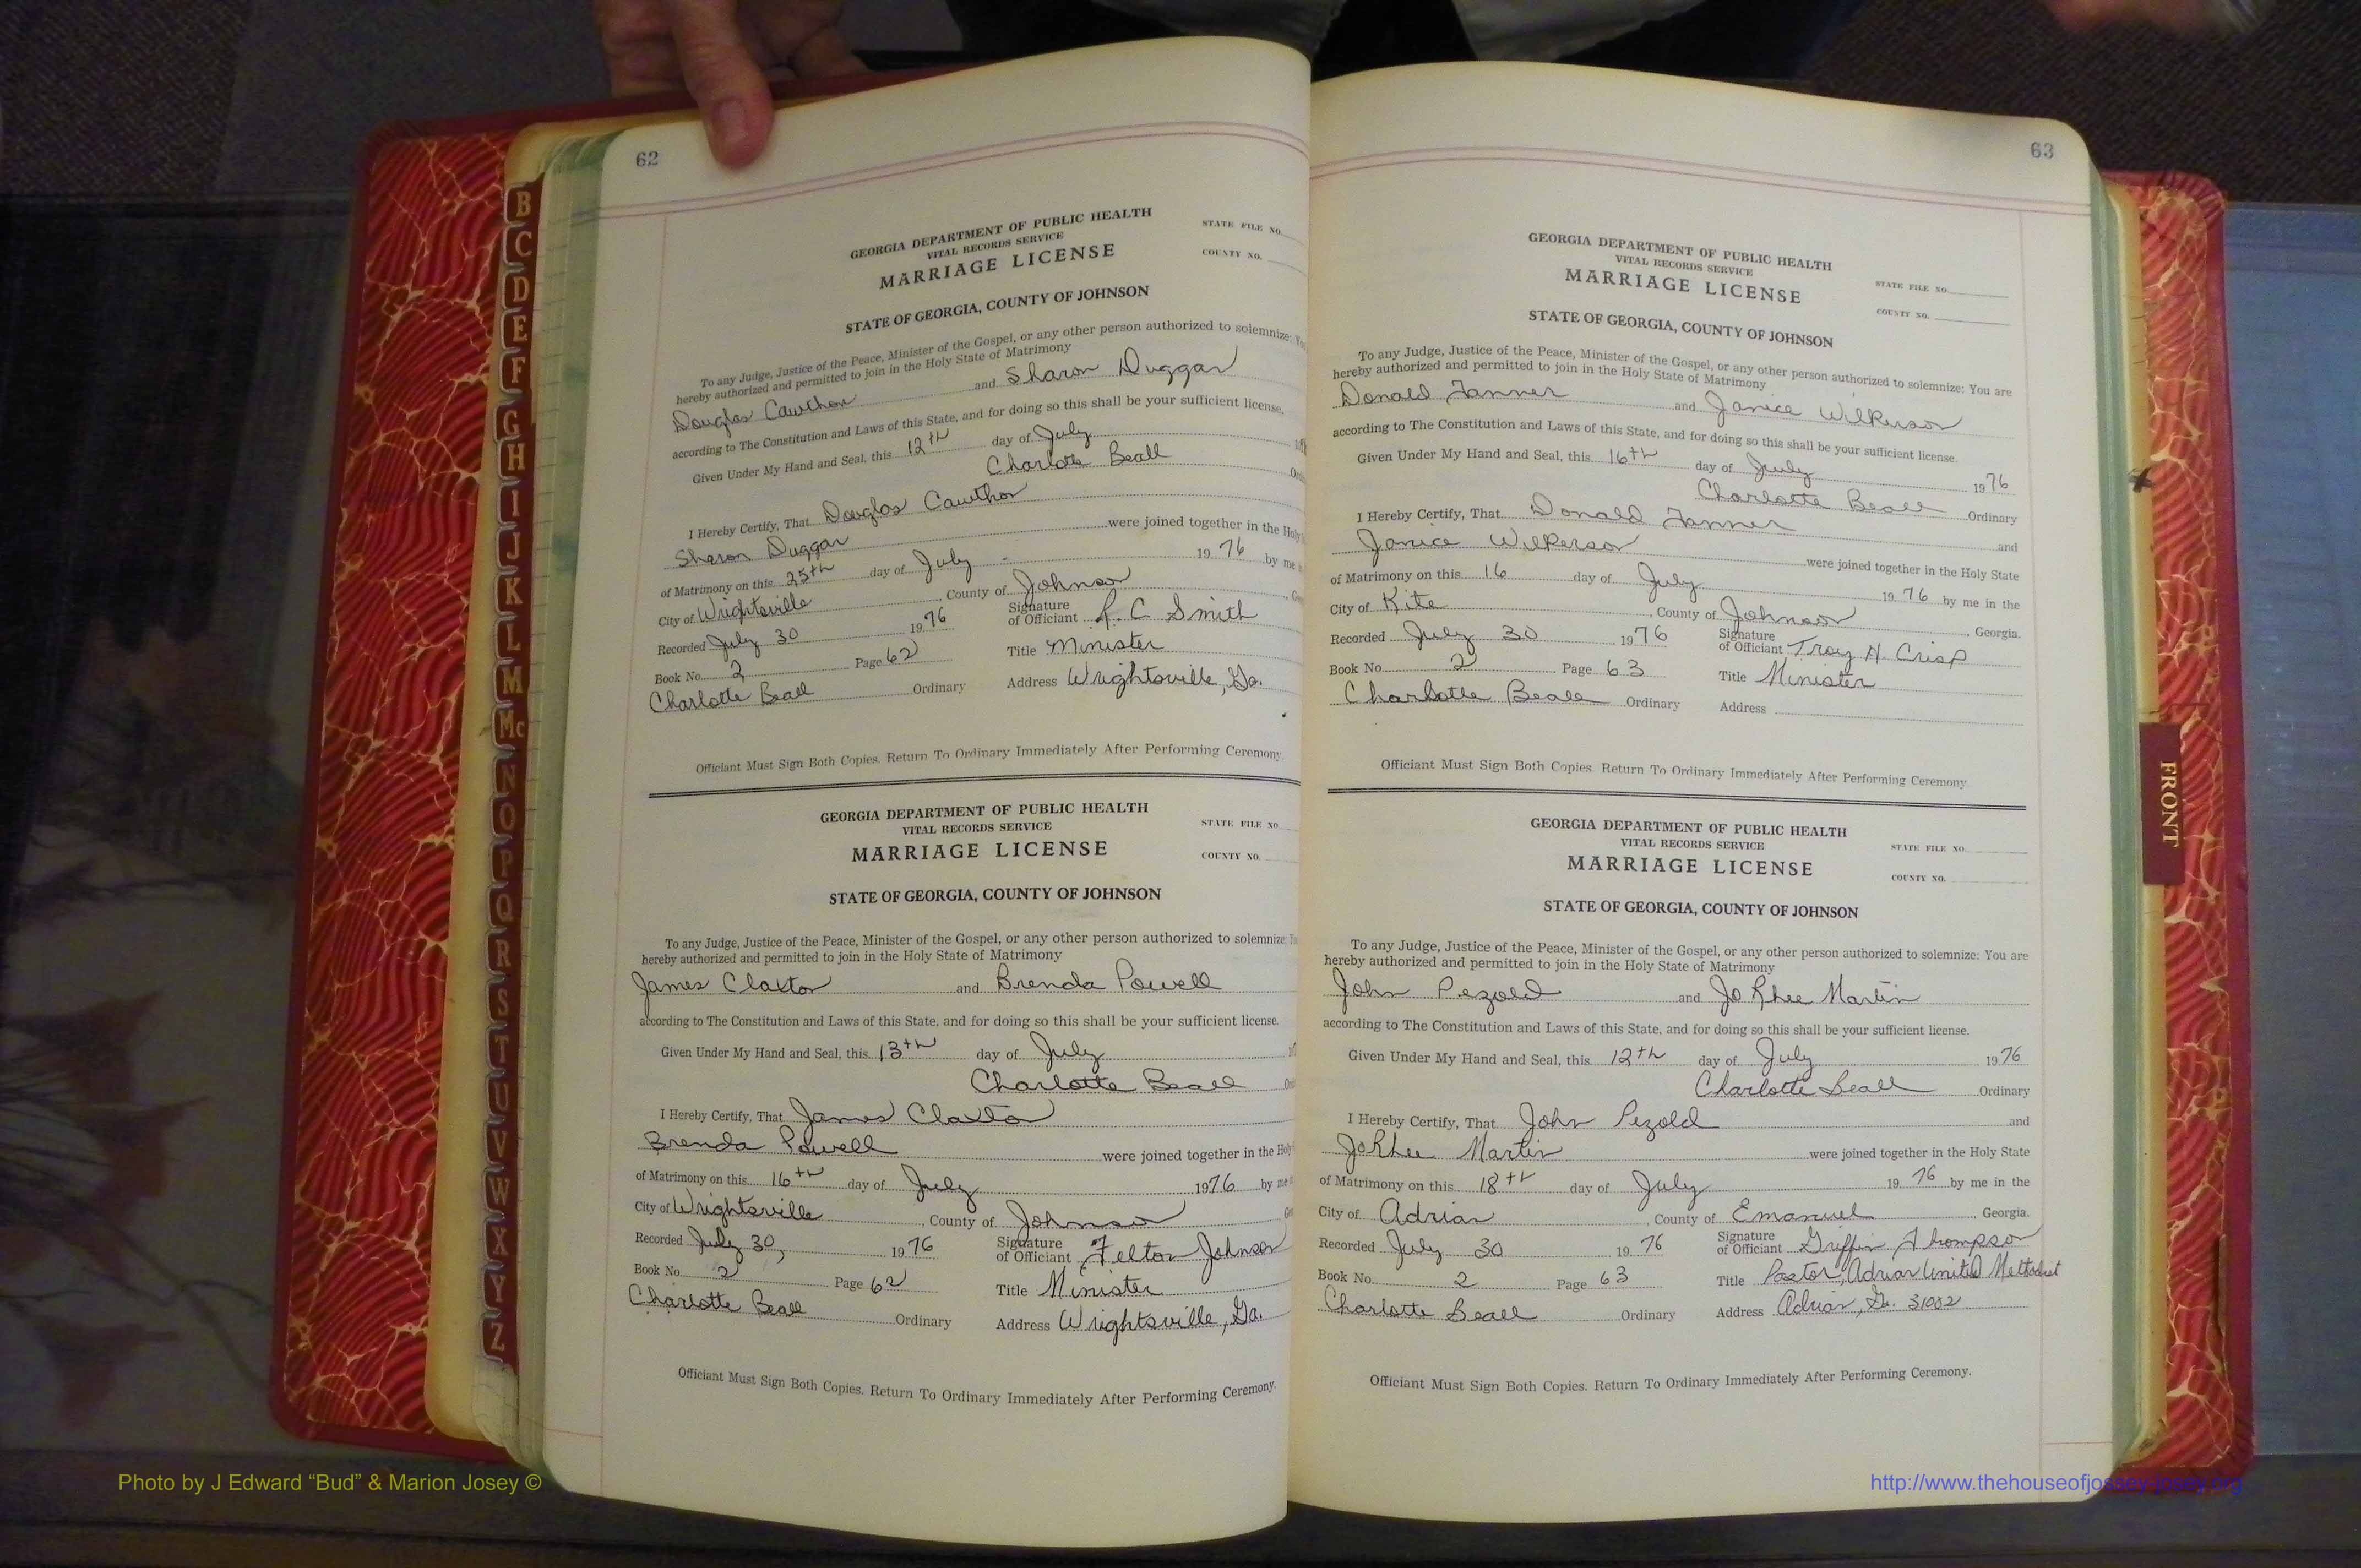 62
GEORGIA DEPARTMENT OF PUBLIC HEALTH
VITAL RECORDS SERVICE
MARRIAGE LICENSE
STATE FILE NO.
COUNTY NO.
STATE OF GEORGIA, COUNTY OF JOHNSON
To any Judge, Justice of the Peace, Minister of the Gospel, or any other person authorized to solemnize:
hereby authorized and permitted to join in the Holy State of Matrimony
Douglas Cawthon and Sharon Duggar
according to The Constitution and Laws of this State, and for doing so this shall be your sufficient license.
Given Under My Hand and Seal, this 12th day of July
Charlotte Beall
I Hereby Certify, That Douglas Cawthon
Sharon Duggar were joined together in the Holy
of Matrimony on this 25th day of July 1976 by me
City of Wrightsville, County of Johnson
Recorded July 30 1976 Signature of Officiant R. C Smith
Book No. 2 Page 62 Title Minister
Charlotte Beall Ordinary Address Wrightsville, Ga.
Officiant Must Sign Both Copies. Return To Ordinary Immediately After Performing Ceremony.
GEORGIA DEPARTMENT OF PUBLIC HEALTH
VITAL RECORDS SERVICE
MARRIAGE LICENSE
STATE FILE NO.
COUNTY NO.
STATE OF GEORGIA, COUNTY OF JOHNSON
To any Judge, Justice of the Peace, Minister of the Gospel, or any other person authorized to solemnize:
hereby authorized and permitted to join in the Holy State of Matrimony
James Claxton and Brenda Powell
according to The Constitution and Laws of this State, and for doing so this shall be your sufficient license.
Given Under My Hand and Seal, this 13th day of July
Charlotte Beall
I Hereby Certify, That James Claxton
Brenda Powell were joined together in the
of Matrimony on this 16th day of July 1976 by me
City of Wrightsville, County of Johnson
Recorded July 30, 1976 Signature of Officiant Felton Johnson
Book No. 2 Page 62 Title Minister
Charlotte Beall Ordinary Address Wrightsville, Ga.
Officiant Must Sign Both Copies. Return To Ordinary Immediately After Performing Ceremony.
63
GEORGIA DEPARTMENT OF PUBLIC HEALTH
VITAL RECORDS SERVICE
MARRIAGE LICENSE
STATE FILE NO.
COUNTY NO.
STATE OF GEORGIA, COUNTY OF JOHNSON
To any Judge, Justice of the Peace, Minister of the Gospel, or any other person authorized to solemnize: You are
hereby authorized and permitted to join in the Holy State of Matrimony
Donald Tanner and Janice Wilkerson
according to The Constitution and Laws of this State, and for doing so this shall be your sufficient license.
Given Under My Hand and Seal, this 16th day of July 1976
Charlotte Beall Ordinary
I Hereby Certify, That Donald Tanner and
Janice Wilkerson were joined together in the Holy State
of Matrimony on this 16 day of July 1976 by me in the
City of Kite, County of Johnson, Georgia.
Recorded July 30 1976 Signature of Officiant Troy H. Crisp
Book No. 2 Page 63 Title Minister
Charlotte Beall Ordinary Address
Officiant Must Sign Both Copies. Return To Ordinary Immediately After Performing Ceremony
GEORGIA DEPARTMENT OF PUBLIC HEALTH
VITAL RECORDS SERVICE
MARRIAGE LICENSE
STATE FILE NO.
COUNTY NO.
STATE OF GEORGIA, COUNTY OF JOHNSON
To any Judge, Justice of the Peace, Minister of the Gospel, or any other person authorized to solemnize: You are
hereby authorized and permitted to join in the Holy State of Matrimony
John Pezold and Jo Rhee Martin
according to The Constitution and Laws of this State, and for doing so this shall be your sufficient license.
Given Under My Hand and Seal, this 12th day of July 1976
Charlotte Beall Ordinary
I Hereby Certify, That John Pezold and
JoRhee Martin were joined together in the Holy State
of Matrimony on this 18th day of July 1976 by me in the
City of Adrian, County of Emanuel, Georgia.
Recorded July 30 1976 Signature of Officiant Griffin Thompson
Book No. 2 Page 63 Title Pastor, Adrian United Methodist
Charlotte Beall Ordinary Address Adrian, Ga. 31002
Officiant Must Sign Both Copies. Return To Ordinary Immediately After Performing Ceremony.
B
C
D
E
F
G
H
I
J
K
L
M
Mc
N
O
P
Q
R
S
T
U
V
W
X
Y
Z
FRONT
Photo by J Edward “Bud” & Marion Josey ©
http://www.thehouseofjossey-josey.org